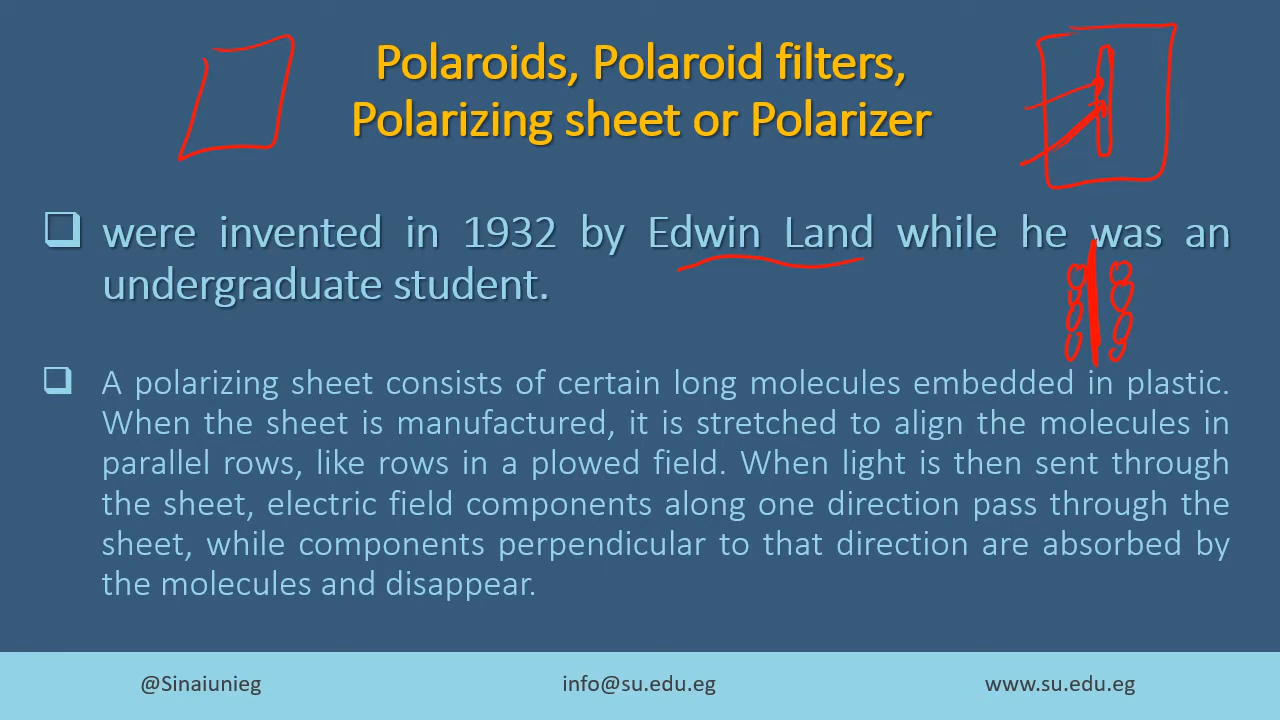 Polaroids, Polaroid filters,
Polarizing sheet or Polarizer
were invented in 1932 by Edwin Land while he was an
undergraduate student.
A polarizing sheet consists of certain long molecules embedded in plastic.
When the sheet is manufactured, it is stretched to align the molecules in
parallel rows, like rows in a plowed field. When light is then sent through
the sheet, electric field components along one direction pass through the
sheet, while components perpendicular to that direction are absorbed by
the molecules and disappear.
@Sinaiunieg
info@su.edu.eg
www.su.edu.eg